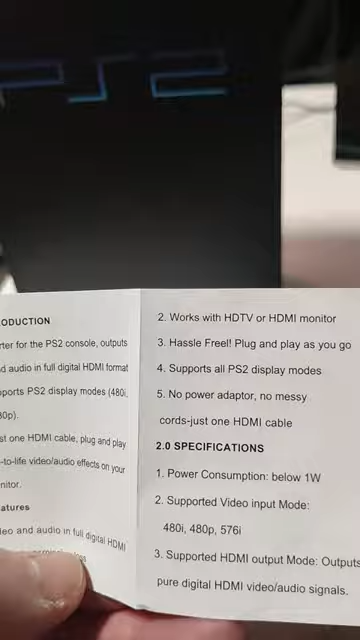 PS2
ODUCTION
rter for the PS2 console, outputs
d audio in full digital HDMI format
pports PS2 display modes (480i,
80p).
st one HDMI cable, plug and play
-to-life video/audio effects on your
nitor.
atures
leo and audio in full digital HDMI
2. Works with HDTV or HDMI monitor
3. Hassle Freel! Plug and play as you go
4. Supports all PS2 display modes
5. No power adaptor, no messy
cords-just one HDMI cable
2.0 SPECIFICATIONS
1. Power Consumption: below 1W
2. Supported Video input Mode:
480i, 480p, 576i
3. Supported HDMI output Mode: Outputs
pure digital HDMI video/audio signals.